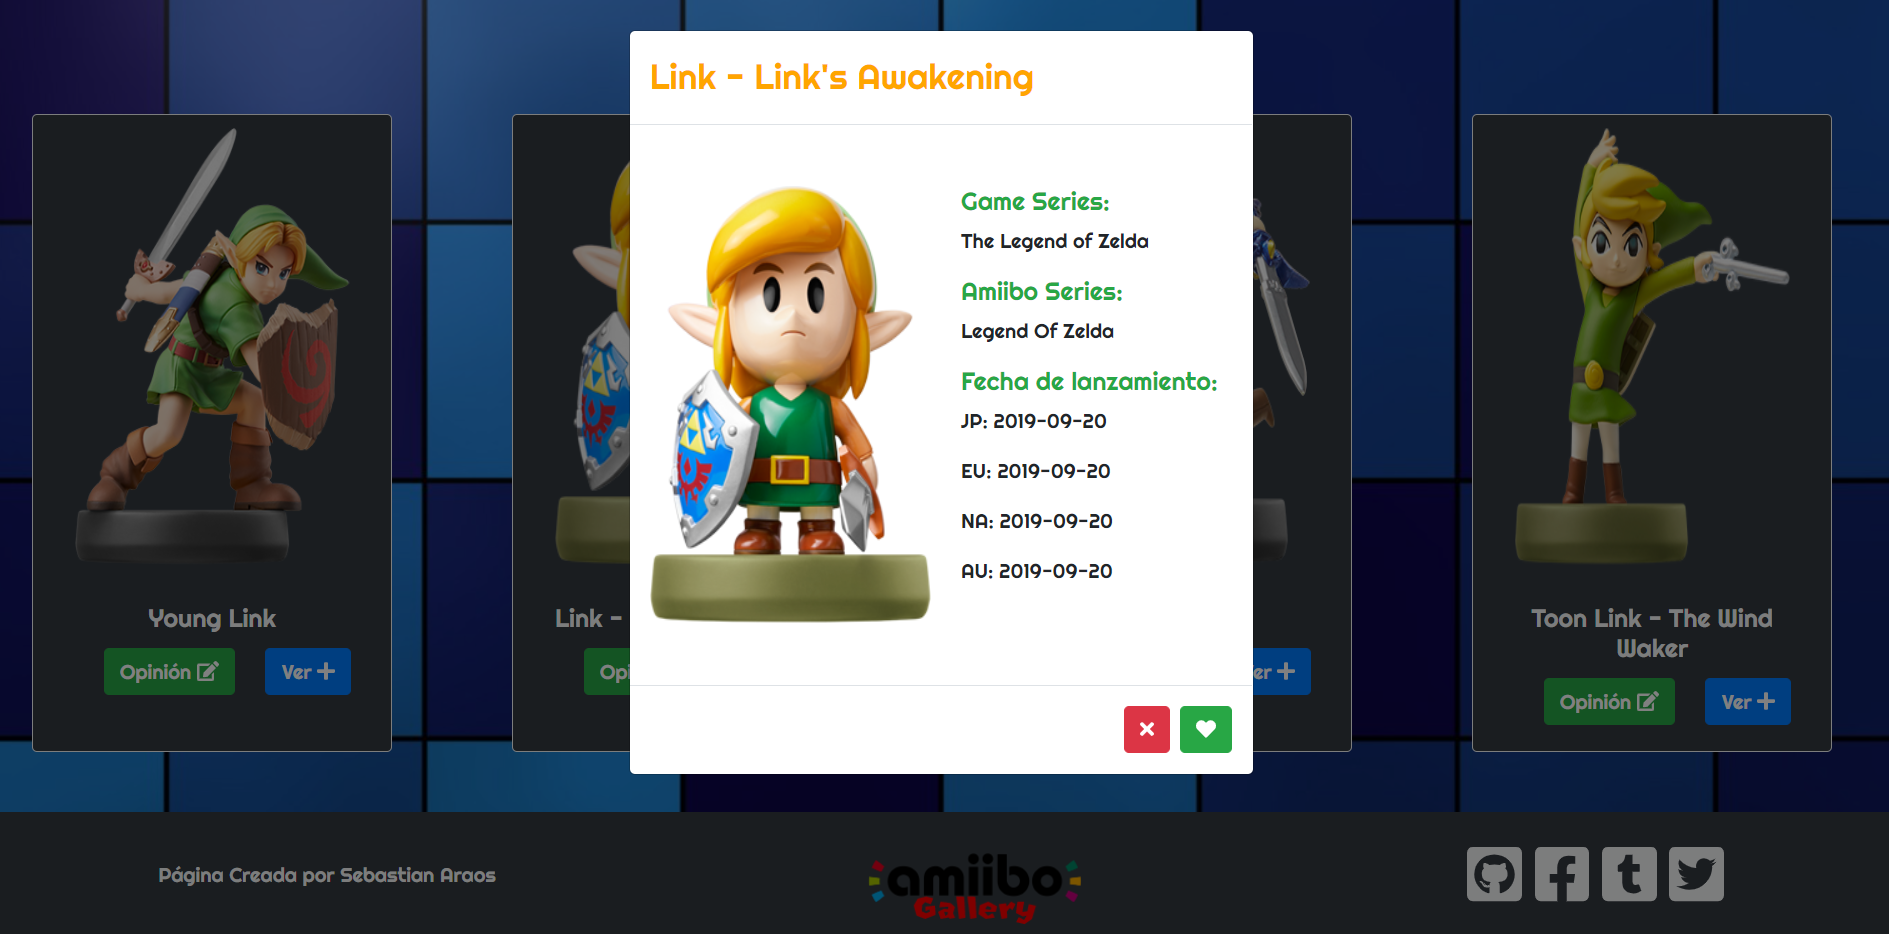 Link - Link's Awakening
Game Series:
The Legend of Zelda
Amiibo Series:
Legend Of Zelda
Fecha de lanzamiento:
JP: 2019-09-20
EU: 2019-09-20
NA: 2019-09-20
AU: 2019-09-20
Young Link
Opinión
Ver
Link -
Toon Link - The Wind
Waker
Opinión
Ver
Página Creada por Sebastian Araos
amiibo
Gallery